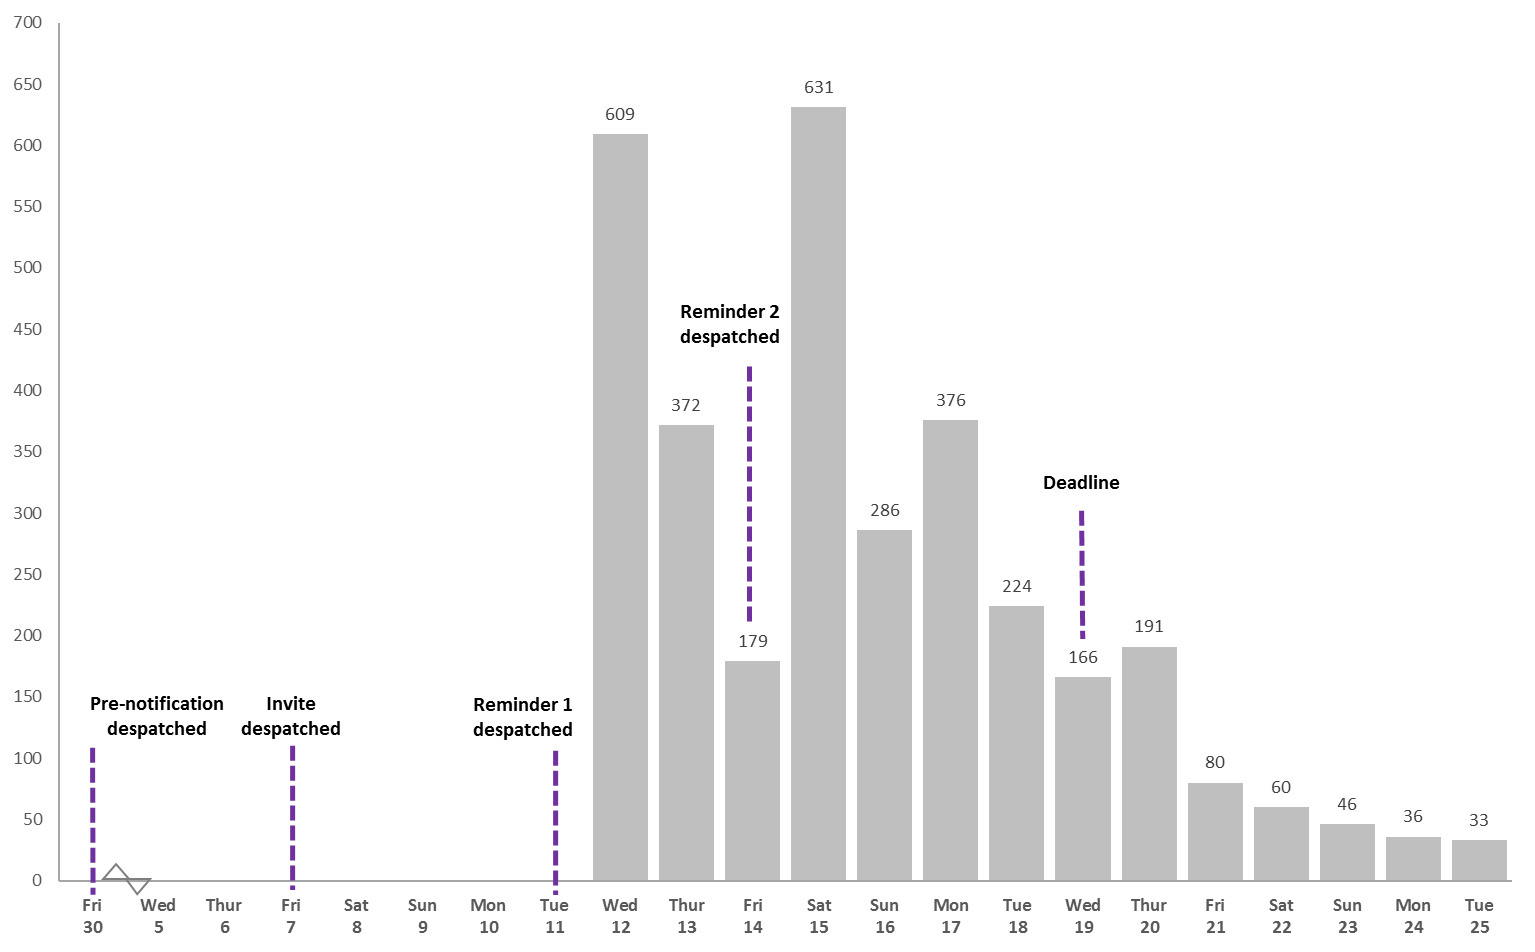 700
650
600
550
500
450
400
350
300
250
200
150
100
50
0
609
372
179
631
286
376
224
166
191
80
60
46
36
33
Pre-notification
despatched
Invite
despatched
Reminder 1
despatched
Reminder 2
despatched
Deadline
Fri Wed Thur Fri Sat Sun Mon Tue Wed Thur Fri Sat Sun Mon Tue Wed Thur Fri Sat Sun Mon Tue
30 5 6 7 8 9 10 11 12 13 14 15 16 17 18 19 20 21 22 23 24 25